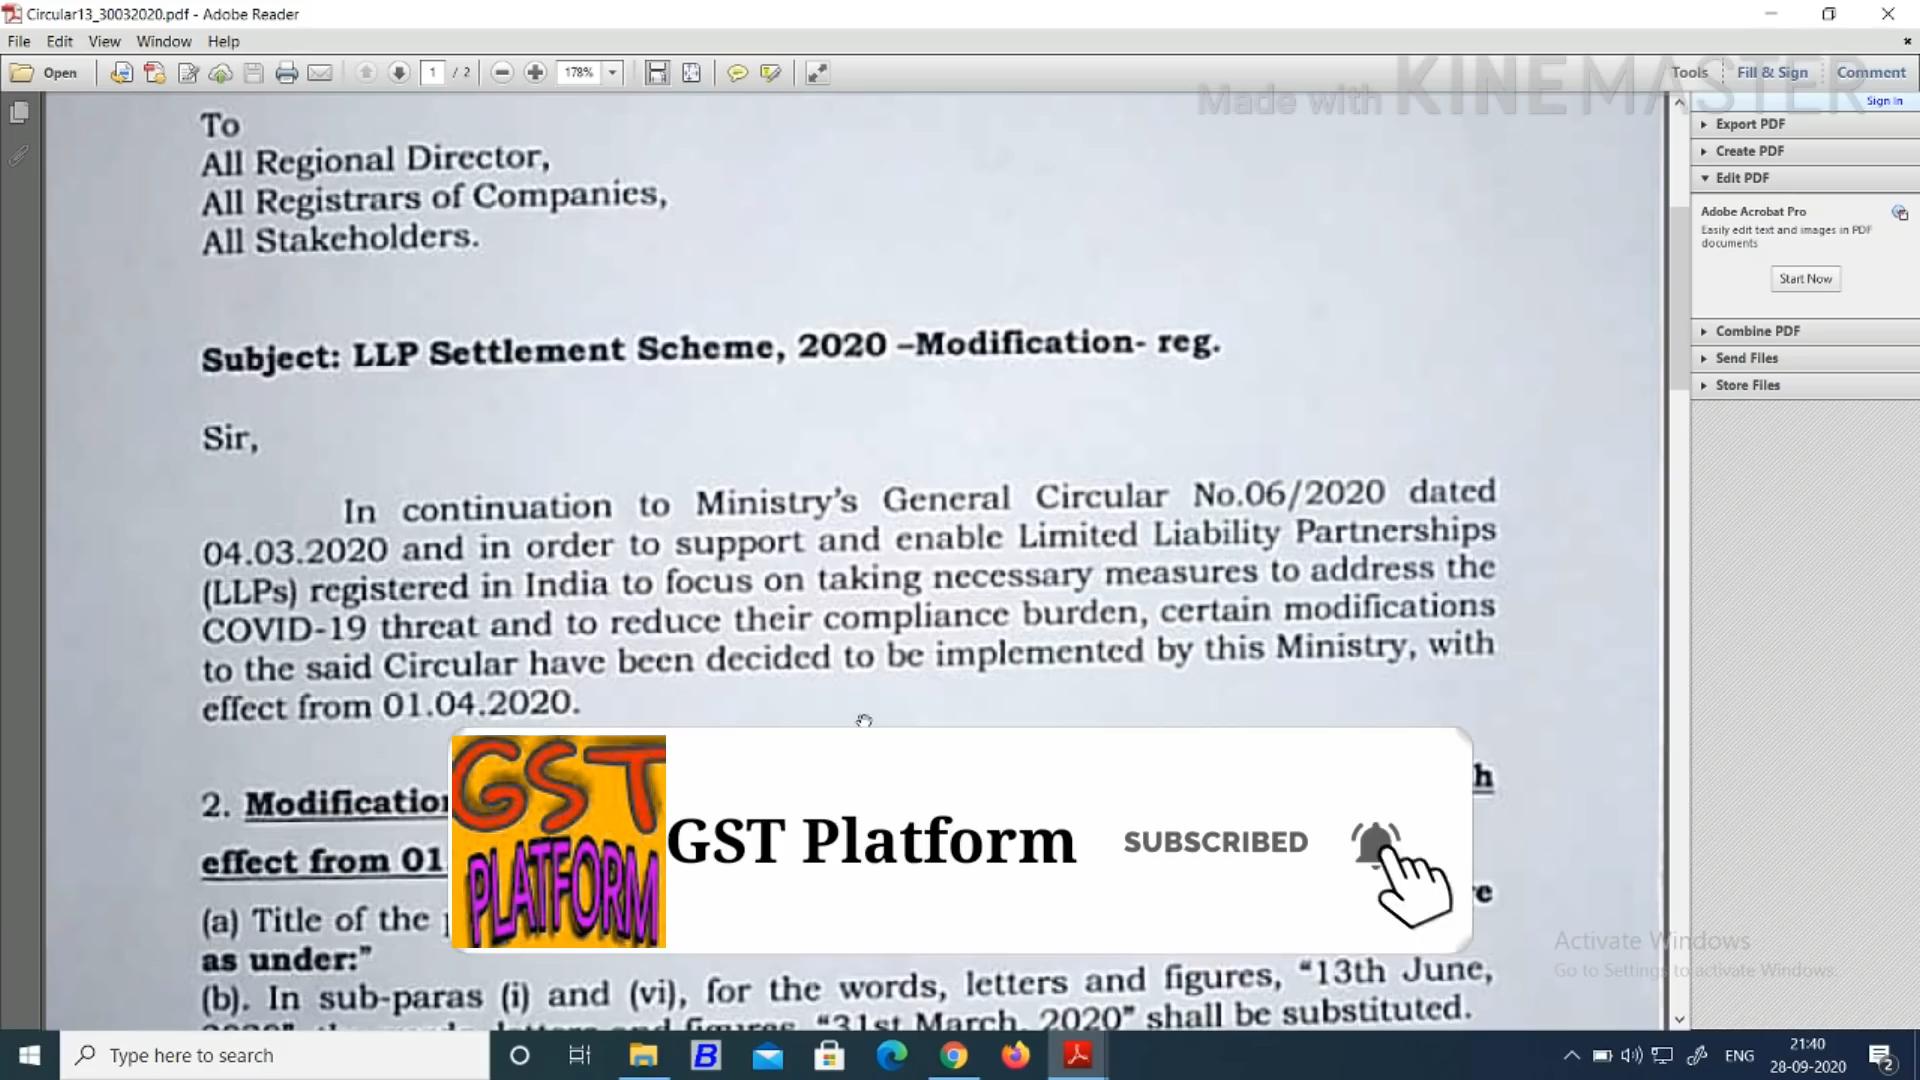 Circular13_30032020.pdf - Adobe Reader
File Edit View Window Help
Open 1 / 2 178% Tools Fill & Sign Comment
Made with KINEMASTER
Sign In
Export PDF
Create PDF
Edit PDF
Adobe Acrobat Pro
Easily edit text and images in PDF
documents
Start Now
Combine PDF
Send Files
Store Files
To
All Regional Director,
All Registrars of Companies,
All Stakeholders.
Subject: LLP Settlement Scheme, 2020 –Modification- reg.
Sir,
In continuation to Ministry's General Circular No.06/2020 dated
04.03.2020 and in order to support and enable Limited Liability Partnerships
(LLPs) registered in India to focus on taking necessary measures to address the
COVID-19 threat and to reduce their compliance burden, certain modifications
to the said Circular have been decided to be implemented by this Ministry, with
effect from 01.04.2020.
2. Modification
effect from 01
(a) Title of the
as under:"
(b). In sub-paras (i) and (vi), for the words, letters and figures, "13th June,
"31st March, 2020" shall be substituted.
GST
PLATFORM
GST Platform SUBSCRIBED
Activate Windows
Go to Settings to activate Windows.
Type here to search
ENG
21:40
28-09-2020
2